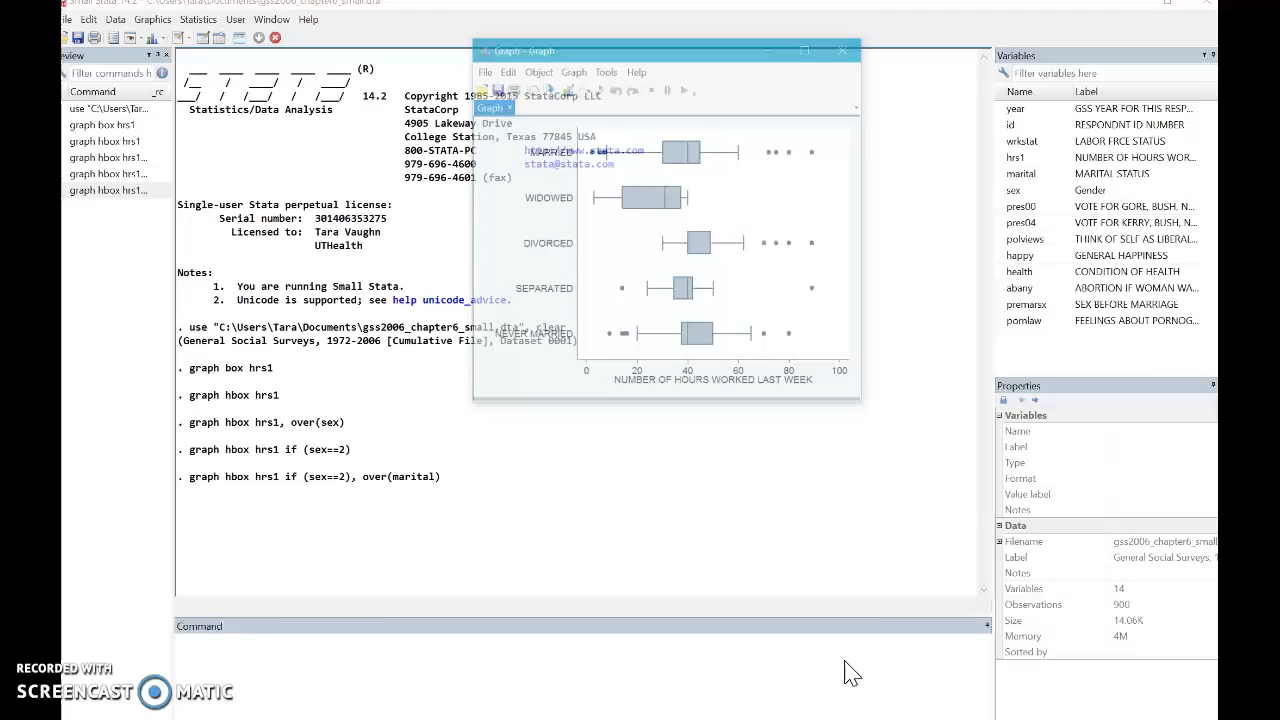 Small Stata 14.2 - C:\Users\Tara\Documents\gss2006_chapter6_small.dta
File Edit Data Graphics Statistics User Window Help
Review
Filter commands h
Command _rc
use "C:\Users\Tar...
graph box hrs1
graph hbox hrs1
graph hbox hrs1...
graph hbox hrs1...
graph hbox hrs1...
(R)
14.2 Copyright 1985-2015 StataCorp LLC
Statistics/Data Analysis StataCorp
4905 Lakeway Drive
College Station, Texas 77845 USA
800-STATA-PC http://www.stata.com
979-696-4600 stata@stata.com
979-696-4601 (fax)
Single-user Stata perpetual license:
Serial number: 301406353275
Licensed to: Tara Vaughn
UTHealth
Notes:
1. You are running Small Stata.
2. Unicode is supported; see help unicode_advice.
. use "C:\Users\Tara\Documents\gss2006_chapter6_small.dta", clear
(General Social Surveys, 1972-2006 [Cumulative File], Dataset 0001)
. graph box hrs1
. graph hbox hrs1
. graph hbox hrs1, over(sex)
. graph hbox hrs1 if (sex==2)
. graph hbox hrs1 if (sex==2), over(marital)
Command
Graph - Graph
File Edit Object Graph Tools Help
Graph
MARRIED
WIDOWED
DIVORCED
SEPARATED
NEVER MARRIED
0 20 40 60 80 100
NUMBER OF HOURS WORKED LAST WEEK
Variables
Filter variables here
Name Label
year GSS YEAR FOR THIS RESP...
id RESPONDNT ID NUMBER
wrkstat LABOR FRCE STATUS
hrs1 NUMBER OF HOURS WOR...
marital MARITAL STATUS
sex Gender
pres00 VOTE FOR GORE, BUSH, N...
pres04 VOTE FOR KERRY, BUSH, N...
polviews THINK OF SELF AS LIBERAL...
happy GENERAL HAPPINESS
health CONDITION OF HEALTH
abany ABORTION IF WOMAN WA...
premarsx SEX BEFORE MARRIAGE
pornlaw FEELINGS ABOUT PORNOG...
Properties
Variables
Name
Label
Type
Format
Value label
Notes
Data
Filename gss2006_chapter6_small
Label General Social Surveys, 1
Notes
Variables 14
Observations 900
Size 14.06K
Memory 4M
Sorted by
RECORDED WITH
SCREENCAST MATIC